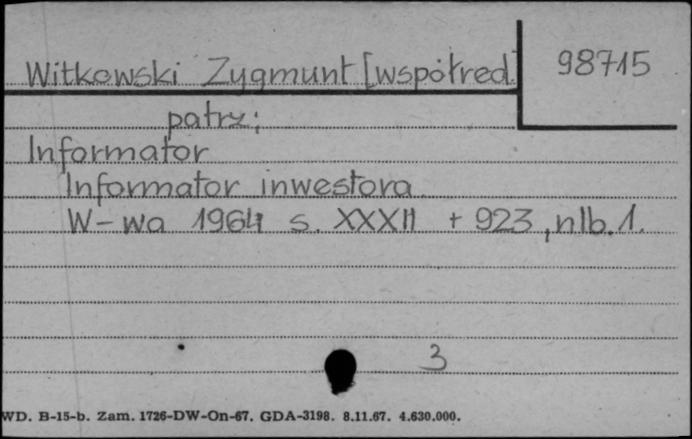 Witkowski Zygmunt [współred.]
98715
patrz;
Informator
Informator inwestora
W-wa 1964 s. XXXII + 923, nlb. 1.
3
WD. B-15-b. Zam. 1726-DW-On-67. GDA-3198. 8.11.67. 4.630.000.